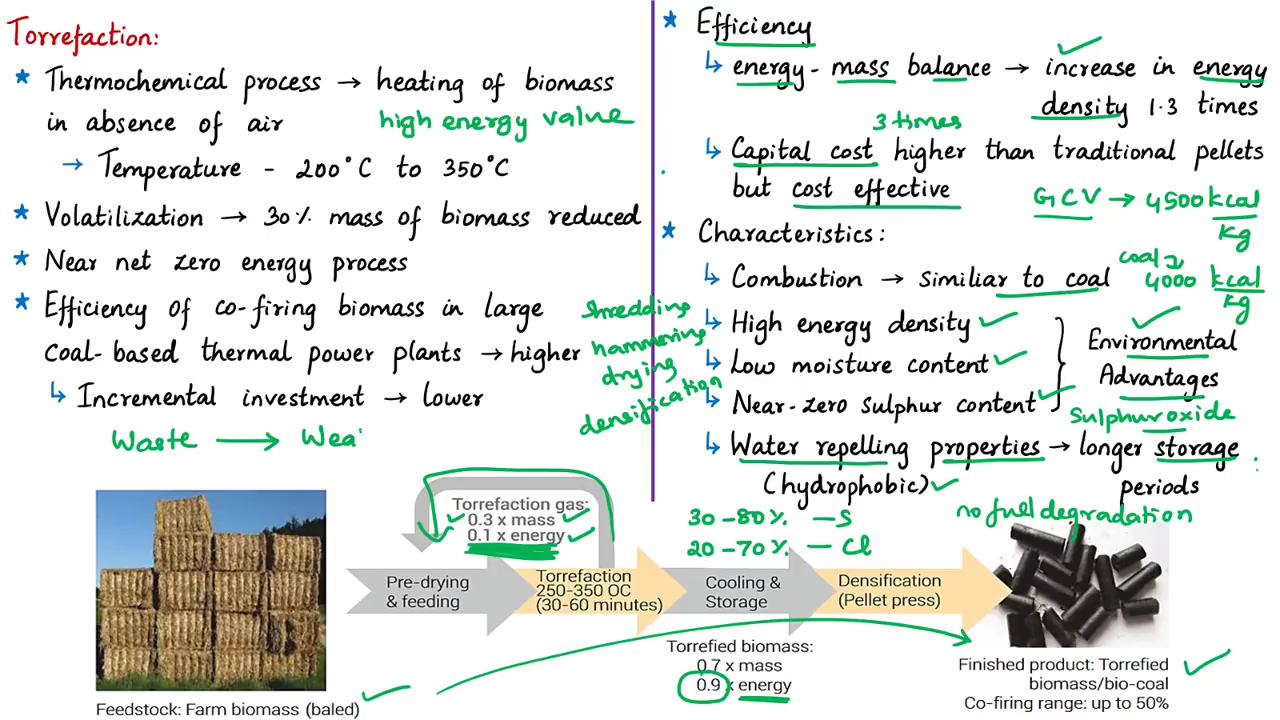 Torrefaction:
* Thermochemical process → heating of biomass
in absence of air
high energy value
→ Temperature - 200°C to 350°C
* Volatilization → 30% mass of biomass reduced
* Near net zero energy process
* Efficiency of co-firing biomass in large
coal-based thermal power plants → higher
↳ Incremental investment → lower
Waste → Wea
shredding
hammering
drying
densification
* Efficiency
↳ energy-mass balance → increase in energy
density 1.3 times
3 times
↳ Capital cost higher than traditional pellets
but cost effective
GCV → 4500 kcal/kg
* Characteristics:
↳ Combustion → similiar to coal
coal → 4000 kcal/kg
↳ High energy density
↳ Low moisture content
↳ Near-zero sulphur content
Environmental
Advantages
Sulphur oxide
↳ Water repelling properties → longer storage
(hydrophobic)
periods
no fuel degradation
30-80% - S
20-70% - Cl
Torrefaction gas:
0.3 x mass
0.1 x energy
Pre-drying
& feeding
Torrefaction
250-350 OC
(30-60 minutes)
Cooling &
Storage
Densification
(Pellet press)
Torrefied biomass:
0.7 x mass
0.9 x energy
Feedstock: Farm biomass (baled)
Finished product: Torrefied
biomass/bio-coal
Co-firing range: up to 50%